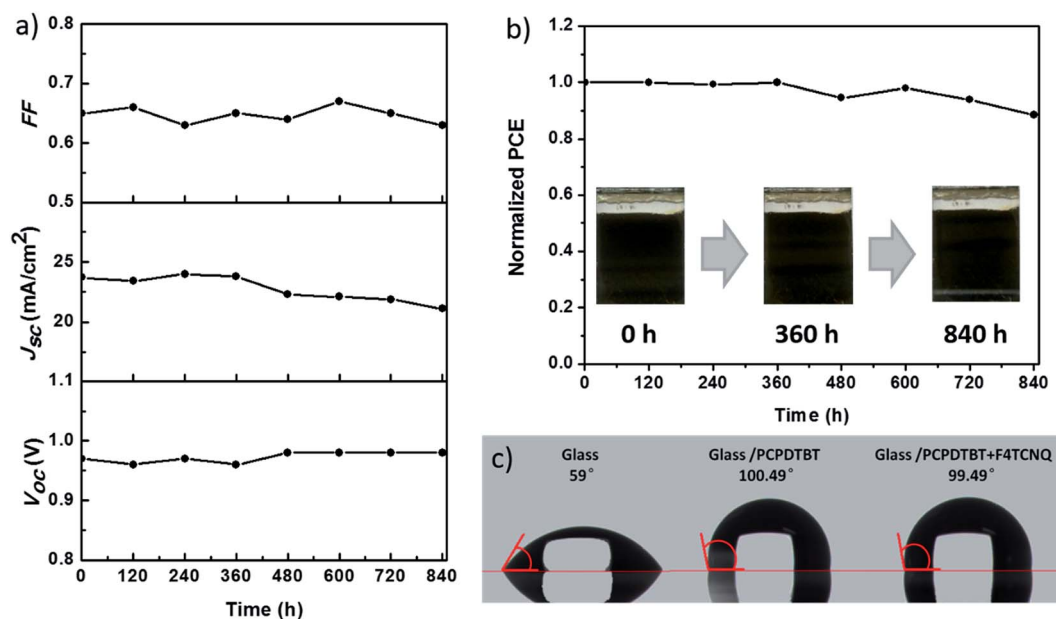 a)
0.8
0.7
0.6
0.5
FF
25
20
J_SC (mA/cm²)
1.1
1.0
0.9
0.8
V_OC (V)
0 120 240 360 480 600 720 840
Time (h)
b)
1.2
1.0
0.8
0.6
0.4
0.2
0.0
Normalized PCE
0 h 360 h 840 h
0 120 240 360 480 600 720 840
Time (h)
c)
Glass
59°
Glass /PCPDTBT
100.49°
Glass /PCPDTBT+F4TCNQ
99.49°